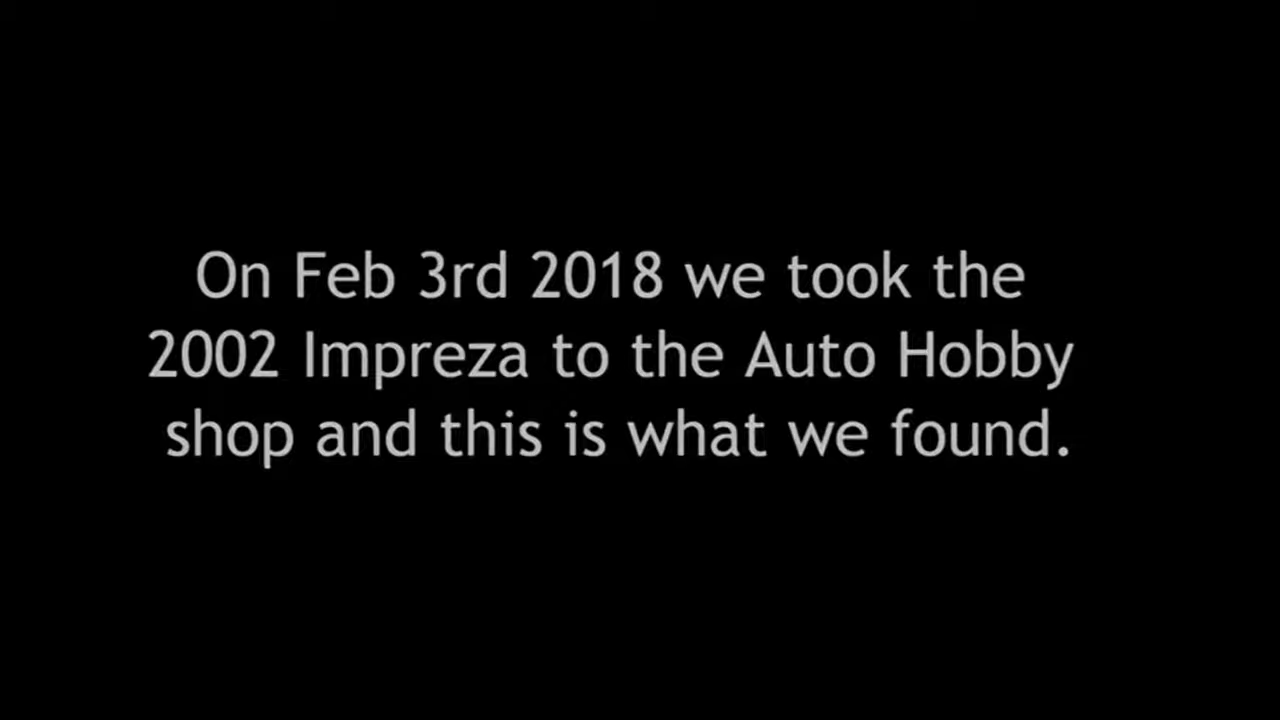 On Feb 3rd 2018 we took the
2002 Impreza to the Auto Hobby
shop and this is what we found.